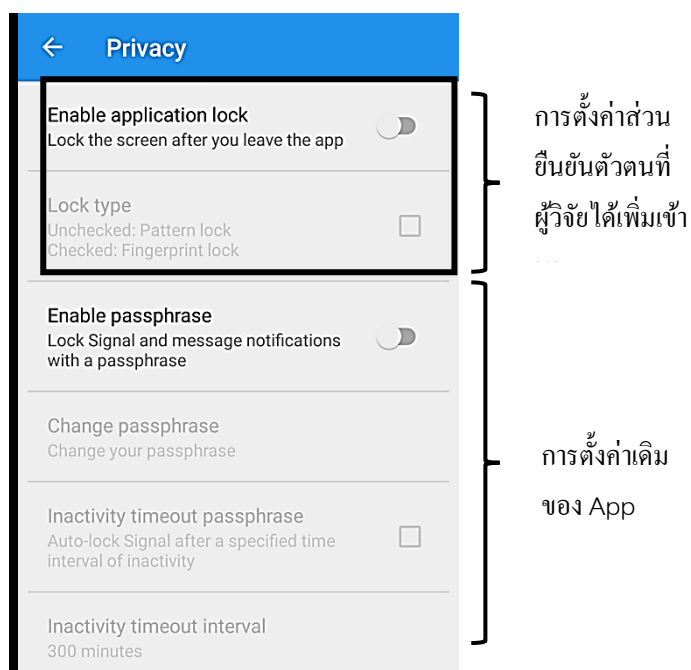 Privacy
Enable application lock
Lock the screen after you leave the app
Lock type
Unchecked: Pattern lock
Checked: Fingerprint lock
การตั้งค่าส่วน
ยืนยันตัวตนที่
ผู้วิจัยได้เพิ่มเข้า
Enable passphrase
Lock Signal and message notifications
with a passphrase
Change passphrase
Change your passphrase
Inactivity timeout passphrase
Auto-lock Signal after a specified time
interval of inactivity
Inactivity timeout interval
300 minutes
การตั้งค่าเดิม
ของ App